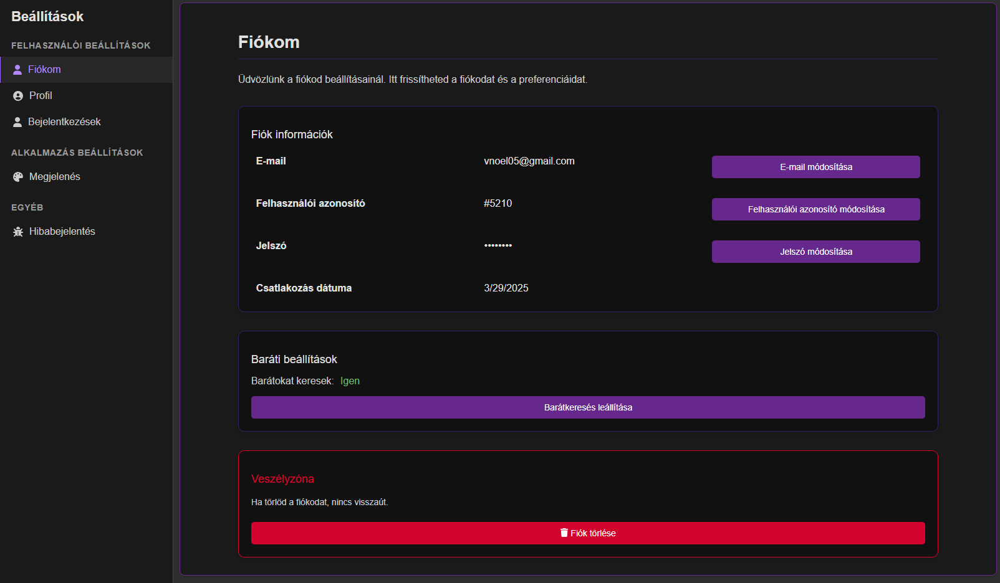 Beállítások
FELHASZNÁLÓI BEÁLLÍTÁSOK
Fiókom
Profil
Bejelentkezések
ALKALMAZÁS BEÁLLÍTÁSOK
Megjelenés
EGYÉB
Hibabejelentés
Fiókom
Üdvözlünk a fiókod beállításainál. Itt frissítheted a fiókodat és a preferenciáidat.
Fiók információk
E-mail vnoel05@gmail.com E-mail módosítása
Felhasználói azonosító #5210 Felhasználói azonosító módosítása
Jelszó •••••••• Jelszó módosítása
Csatlakozás dátuma 3/29/2025
Baráti beállítások
Barátokat keresek: Igen
Barátkeresés leállítása
Veszélyzóna
Ha törlöd a fiókodat, nincs visszaút.
Fiók törlése